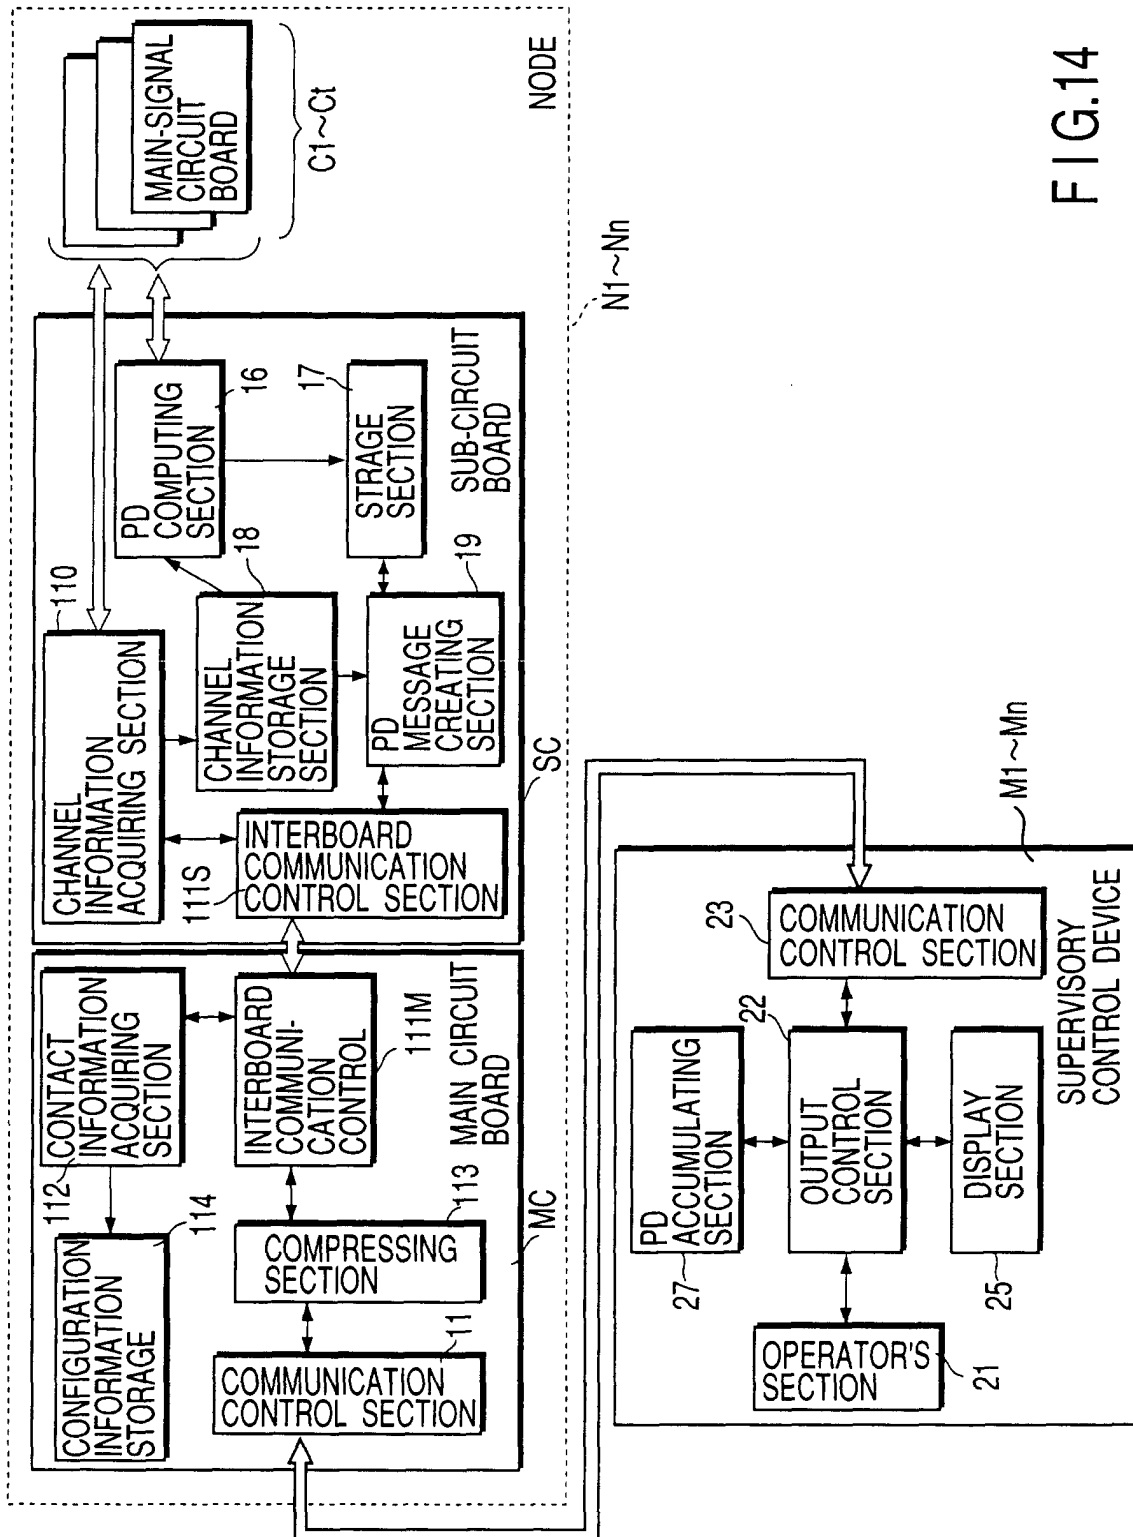 CONFIGURATION
INFORMATION
STORAGE
114
112
CONTACT
INFORMATION
ACQUIRING
SECTION
COMMUNICATION
CONTROL SECTION
11
COMPRESSING
SECTION
113
INTERBOARD
COMMUNI-
CATION
CONTROL
111M
MAIN CIRCUIT
BOARD
MC
CHANNEL
INFORMATION
ACQUIRING SECTION
110
111S
INTERBOARD
COMMUNICATION
CONTROL SECTION
CHANNEL
INFORMATION
STORAGE
SECTION
18
PD
MESSAGE
CREATING
SECTION
19
PD
COMPUTING
SECTION
16
STRAGE
SECTION
17
SUB-CIRCUIT
BOARD
SC
MAIN-SIGNAL
CIRCUIT
BOARD
C1~Ct
NODE
N1~Nn
OPERATOR'S
SECTION
21
PD
ACCUMULATING
SECTION
27
OUTPUT
CONTROL
SECTION
22
DISPLAY
SECTION
25
COMMUNICATION
CONTROL SECTION
23
SUPERVISORY
CONTROL DEVICE
M1~Mn
FIG.14